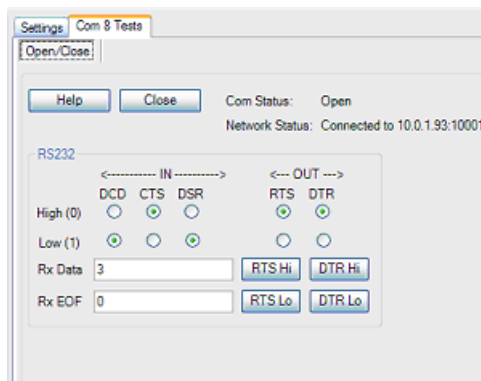 Settings Com 8 Tests
Open/Close
Help Close Com Status: Open
Network Status: Connected to 10.0.1.93:10001
RS232
<----------- IN ----------> <--- OUT --->
DCD CTS DSR RTS DTR
High (0)
Low (1)
Rx Data 3 RTS Hi DTR Hi
Rx EOF 0 RTS Lo DTR Lo